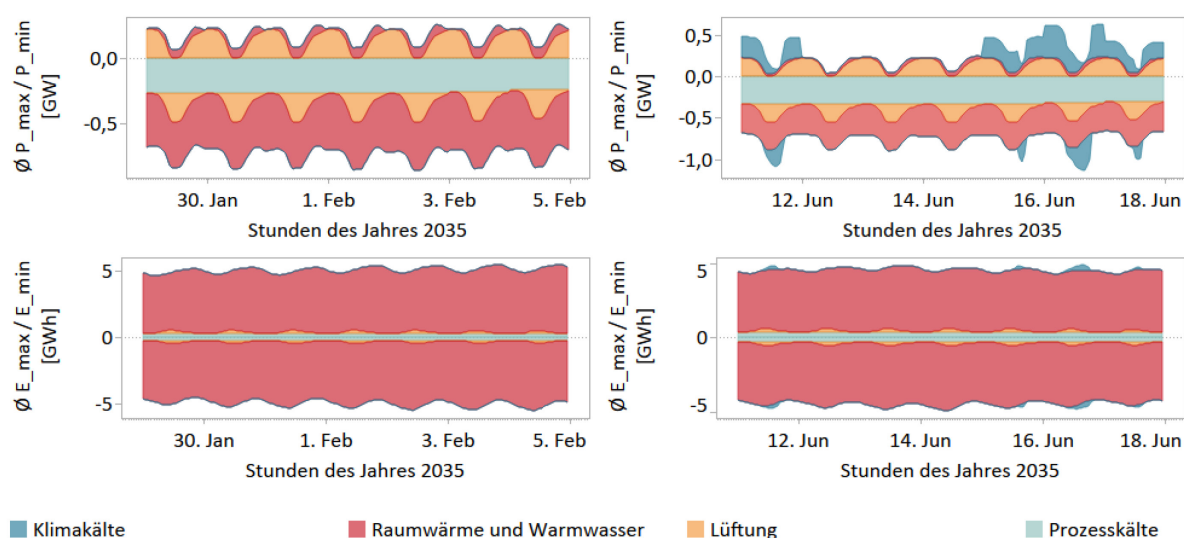 Ø P_max / P_min
[GW]
0,0
-0,5
30. Jan
1. Feb
3. Feb
5. Feb
Stunden des Jahres 2035
Ø P_max / P_min
[GW]
0,5
0,0
-0,5
-1,0
12. Jun
14. Jun
16. Jun
18. Jun
Stunden des Jahres 2035
Ø E_max / E_min
[GWh]
5
0
-5
30. Jan
1. Feb
3. Feb
5. Feb
Stunden des Jahres 2035
Ø E_max / E_min
[GWh]
5
0
-5
12. Jun
14. Jun
16. Jun
18. Jun
Stunden des Jahres 2035
Klimakälte
Raumwärme und Warmwasser
Lüftung
Prozesskälte